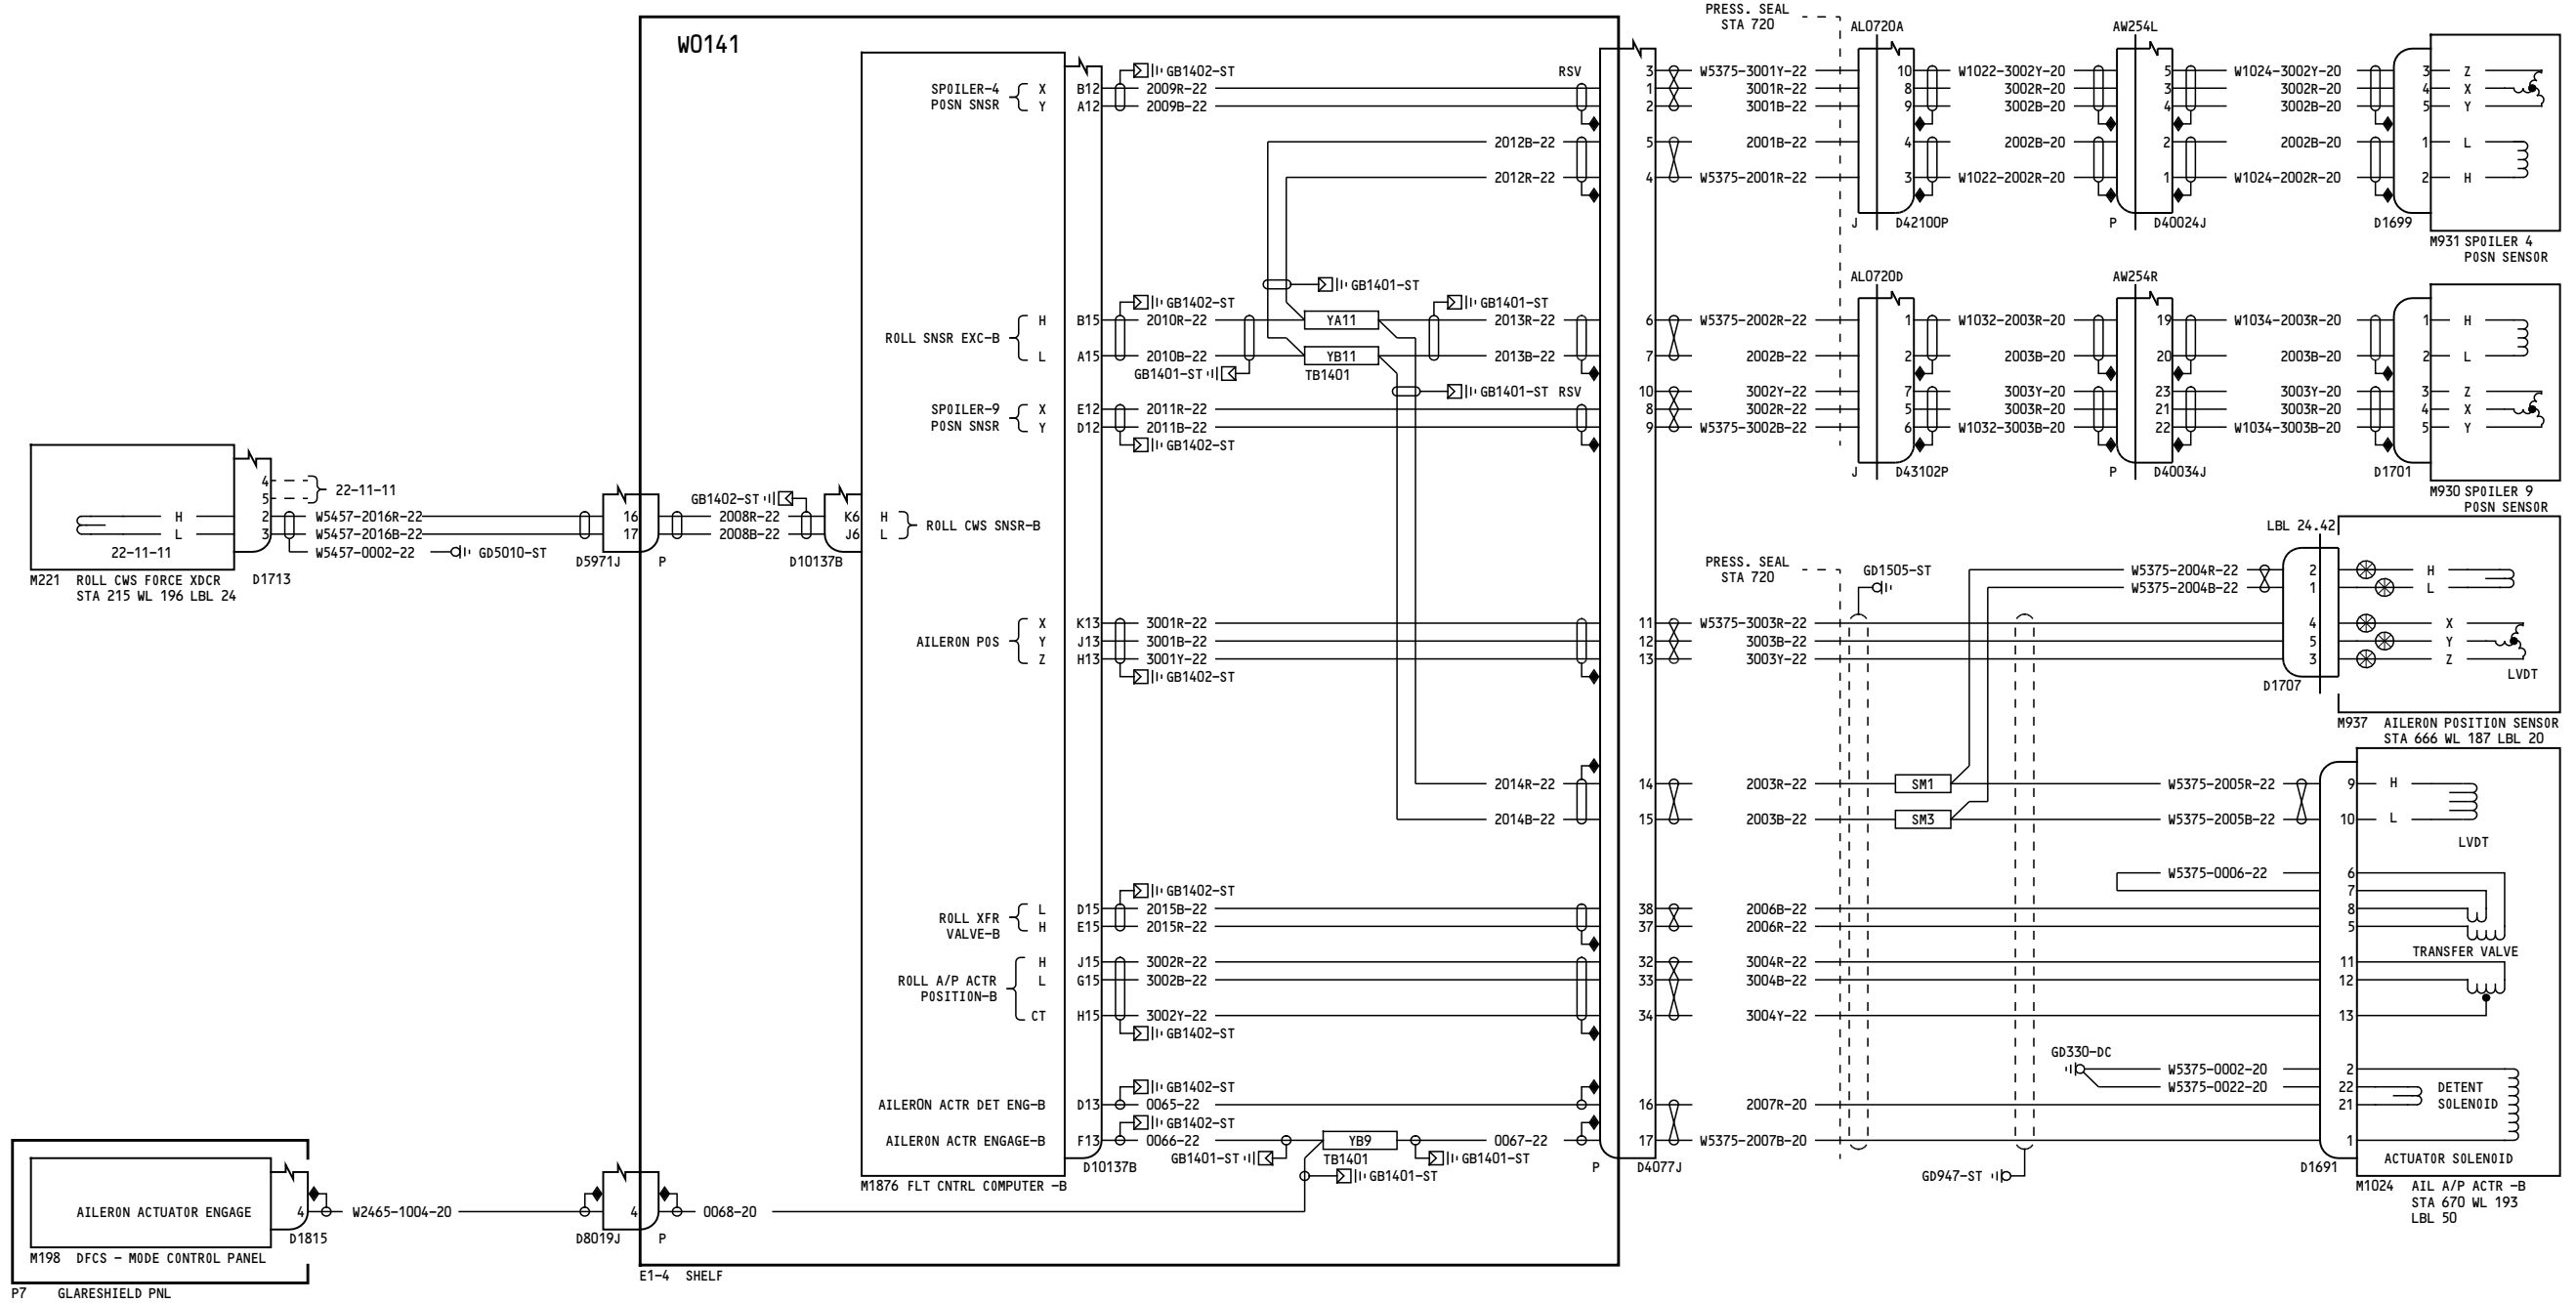 W0141
PRESS. SEAL
STA 720
AL0720A
AW254L
SPOILER-4
POSN SNSR
X
Y
B12
A12
GB1402-ST
2009R-22
2009B-22
RSV
3
1
2
W5375-3001Y-22
3001R-22
3001B-22
10
8
9
W1022-3002Y-20
3002R-20
3002B-20
5
3
4
W1024-3002Y-20
3002R-20
3002B-20
3
4
5
Z
X
Y
2012B-22
5
2001B-22
4
2002B-20
2
2002B-20
1
L
2012R-22
4
W5375-2001R-22
3
W1022-2002R-20
1
W1024-2002R-20
2
H
J
D42100P
P
D40024J
D1699
M931 SPOILER 4
POSN SENSOR
AL0720D
AW254R
GB1401-ST
GB1402-ST
GB1401-ST
ROLL SNSR EXC-B
H
L
B15
A15
2010R-22
2010B-22
YA11
YB11
TB1401
GB1401-ST
2013R-22
2013B-22
6
7
W5375-2002R-22
2002B-22
1
2
W1032-2003R-20
2003B-20
19
20
W1034-2003R-20
2003B-20
1
2
H
L
GB1401-ST RSV
10
8
9
3002Y-22
3002R-22
W5375-3002B-22
7
5
6
3003Y-20
3003R-20
W1032-3003B-20
23
21
22
3003Y-20
3003R-20
W1034-3003B-20
3
4
5
Z
X
Y
SPOILER-9
POSN SNSR
X
Y
E12
D12
2011R-22
2011B-22
GB1402-ST
J
D43102P
P
D40034J
D1701
M930 SPOILER 9
POSN SENSOR
4
5
22-11-11
H
L
2
3
22-11-11
W5457-2016R-22
W5457-2016B-22
W5457-0002-22
GD5010-ST
M221 ROLL CWS FORCE XDCR
STA 215 WL 196 LBL 24
D1713
16
17
D5971J
P
GB1402-ST
2008R-22
2008B-22
K6
J6
H
L
ROLL CWS SNSR-B
D10137B
LBL 24.42
PRESS. SEAL
STA 720
GD1505-ST
W5375-2004R-22
W5375-2004B-22
2
1
H
L
AILERON POS
X
Y
Z
K13
J13
H13
3001R-22
3001B-22
3001Y-22
GB1402-ST
11
12
13
W5375-3003R-22
3003B-22
3003Y-22
4
5
3
X
Y
Z
LVDT
D1707
M937 AILERON POSITION SENSOR
STA 666 WL 187 LBL 20
2014R-22
2014B-22
14
15
2003R-22
2003B-22
SM1
SM3
W5375-2005R-22
W5375-2005B-22
9
10
H
L
LVDT
W5375-0006-22
6
7
8
5
TRANSFER VALVE
GB1402-ST
ROLL XFR
VALVE-B
L
H
D15
E15
2015B-22
2015R-22
38
37
2006B-22
2006R-22
ROLL A/P ACTR
POSITION-B
H
L
CT
J15
G15
H15
3002R-22
3002B-22
3002Y-22
GB1402-ST
32
33
34
3004R-22
3004B-22
3004Y-22
11
12
13
GD330-DC
W5375-0002-20
W5375-0022-20
2
22
21
1
DETENT
SOLENOID
ACTUATOR SOLENOID
GB1402-ST
AILERON ACTR DET ENG-B
D13
0065-22
16
2007R-20
GB1402-ST
AILERON ACTR ENGAGE-B
F13
0066-22
GB1401-ST
YB9
TB1401
0067-22
GB1401-ST
GB1401-ST
17
W5375-2007B-20
D10137B
P
D4077J
GD947-ST
D1691
M1876 FLT CNTRL COMPUTER -B
M1024 AIL A/P ACTR -B
STA 670 WL 193
LBL 50
AILERON ACTUATOR ENGAGE
4
W2465-1004-20
4
0068-20
D1815
D8019J
P
M198 DFCS - MODE CONTROL PANEL
E1-4 SHELF
P7 GLARESHIELD PNL